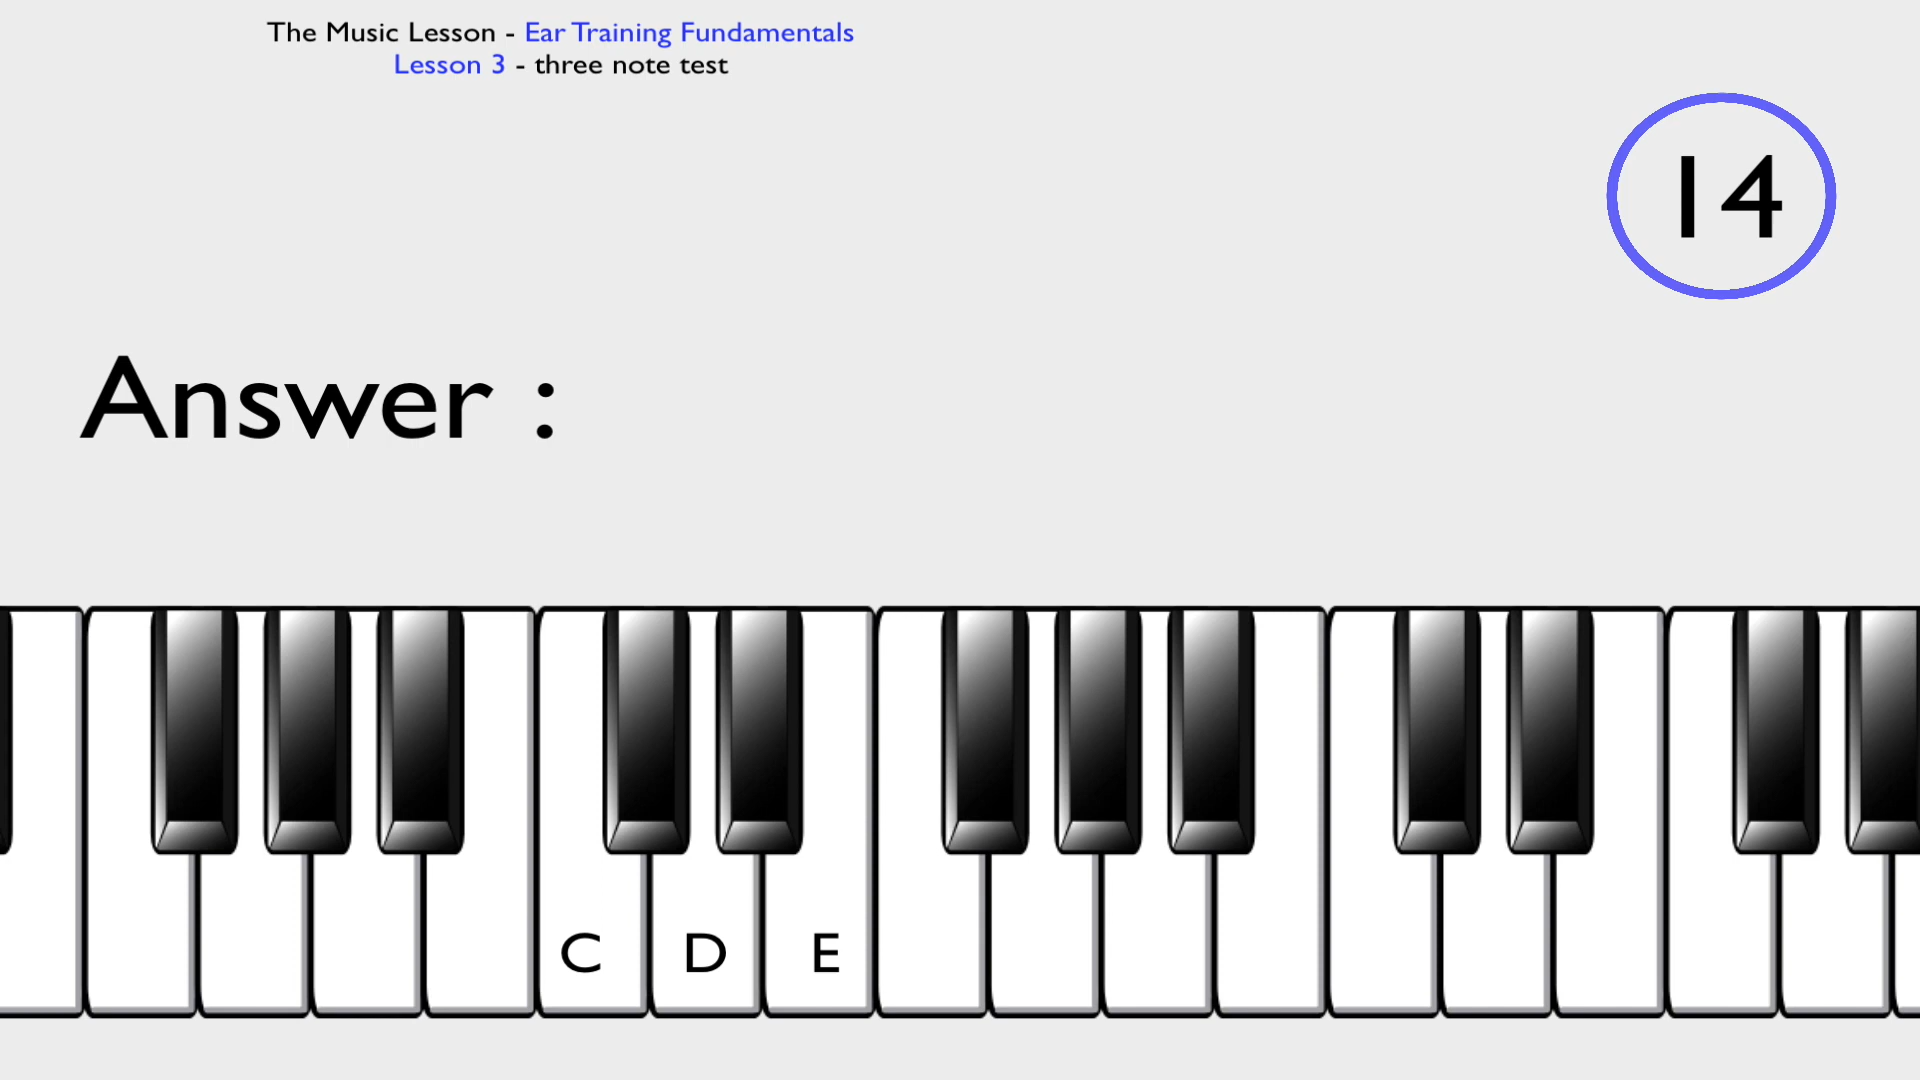 The Music Lesson - Ear Training Fundamentals
Lesson 3 - three note test
14
Answer :
C D E